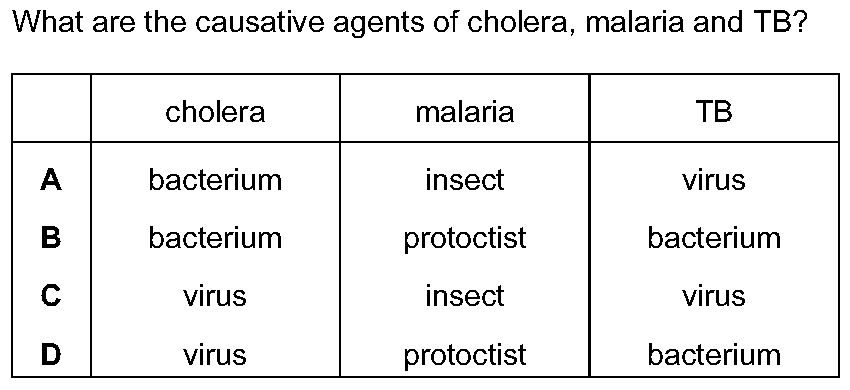 What are the causative agents of cholera, malaria and TB?
cholera malaria TB
A bacterium insect virus
B bacterium protoctist bacterium
C virus insect virus
D virus protoctist bacterium